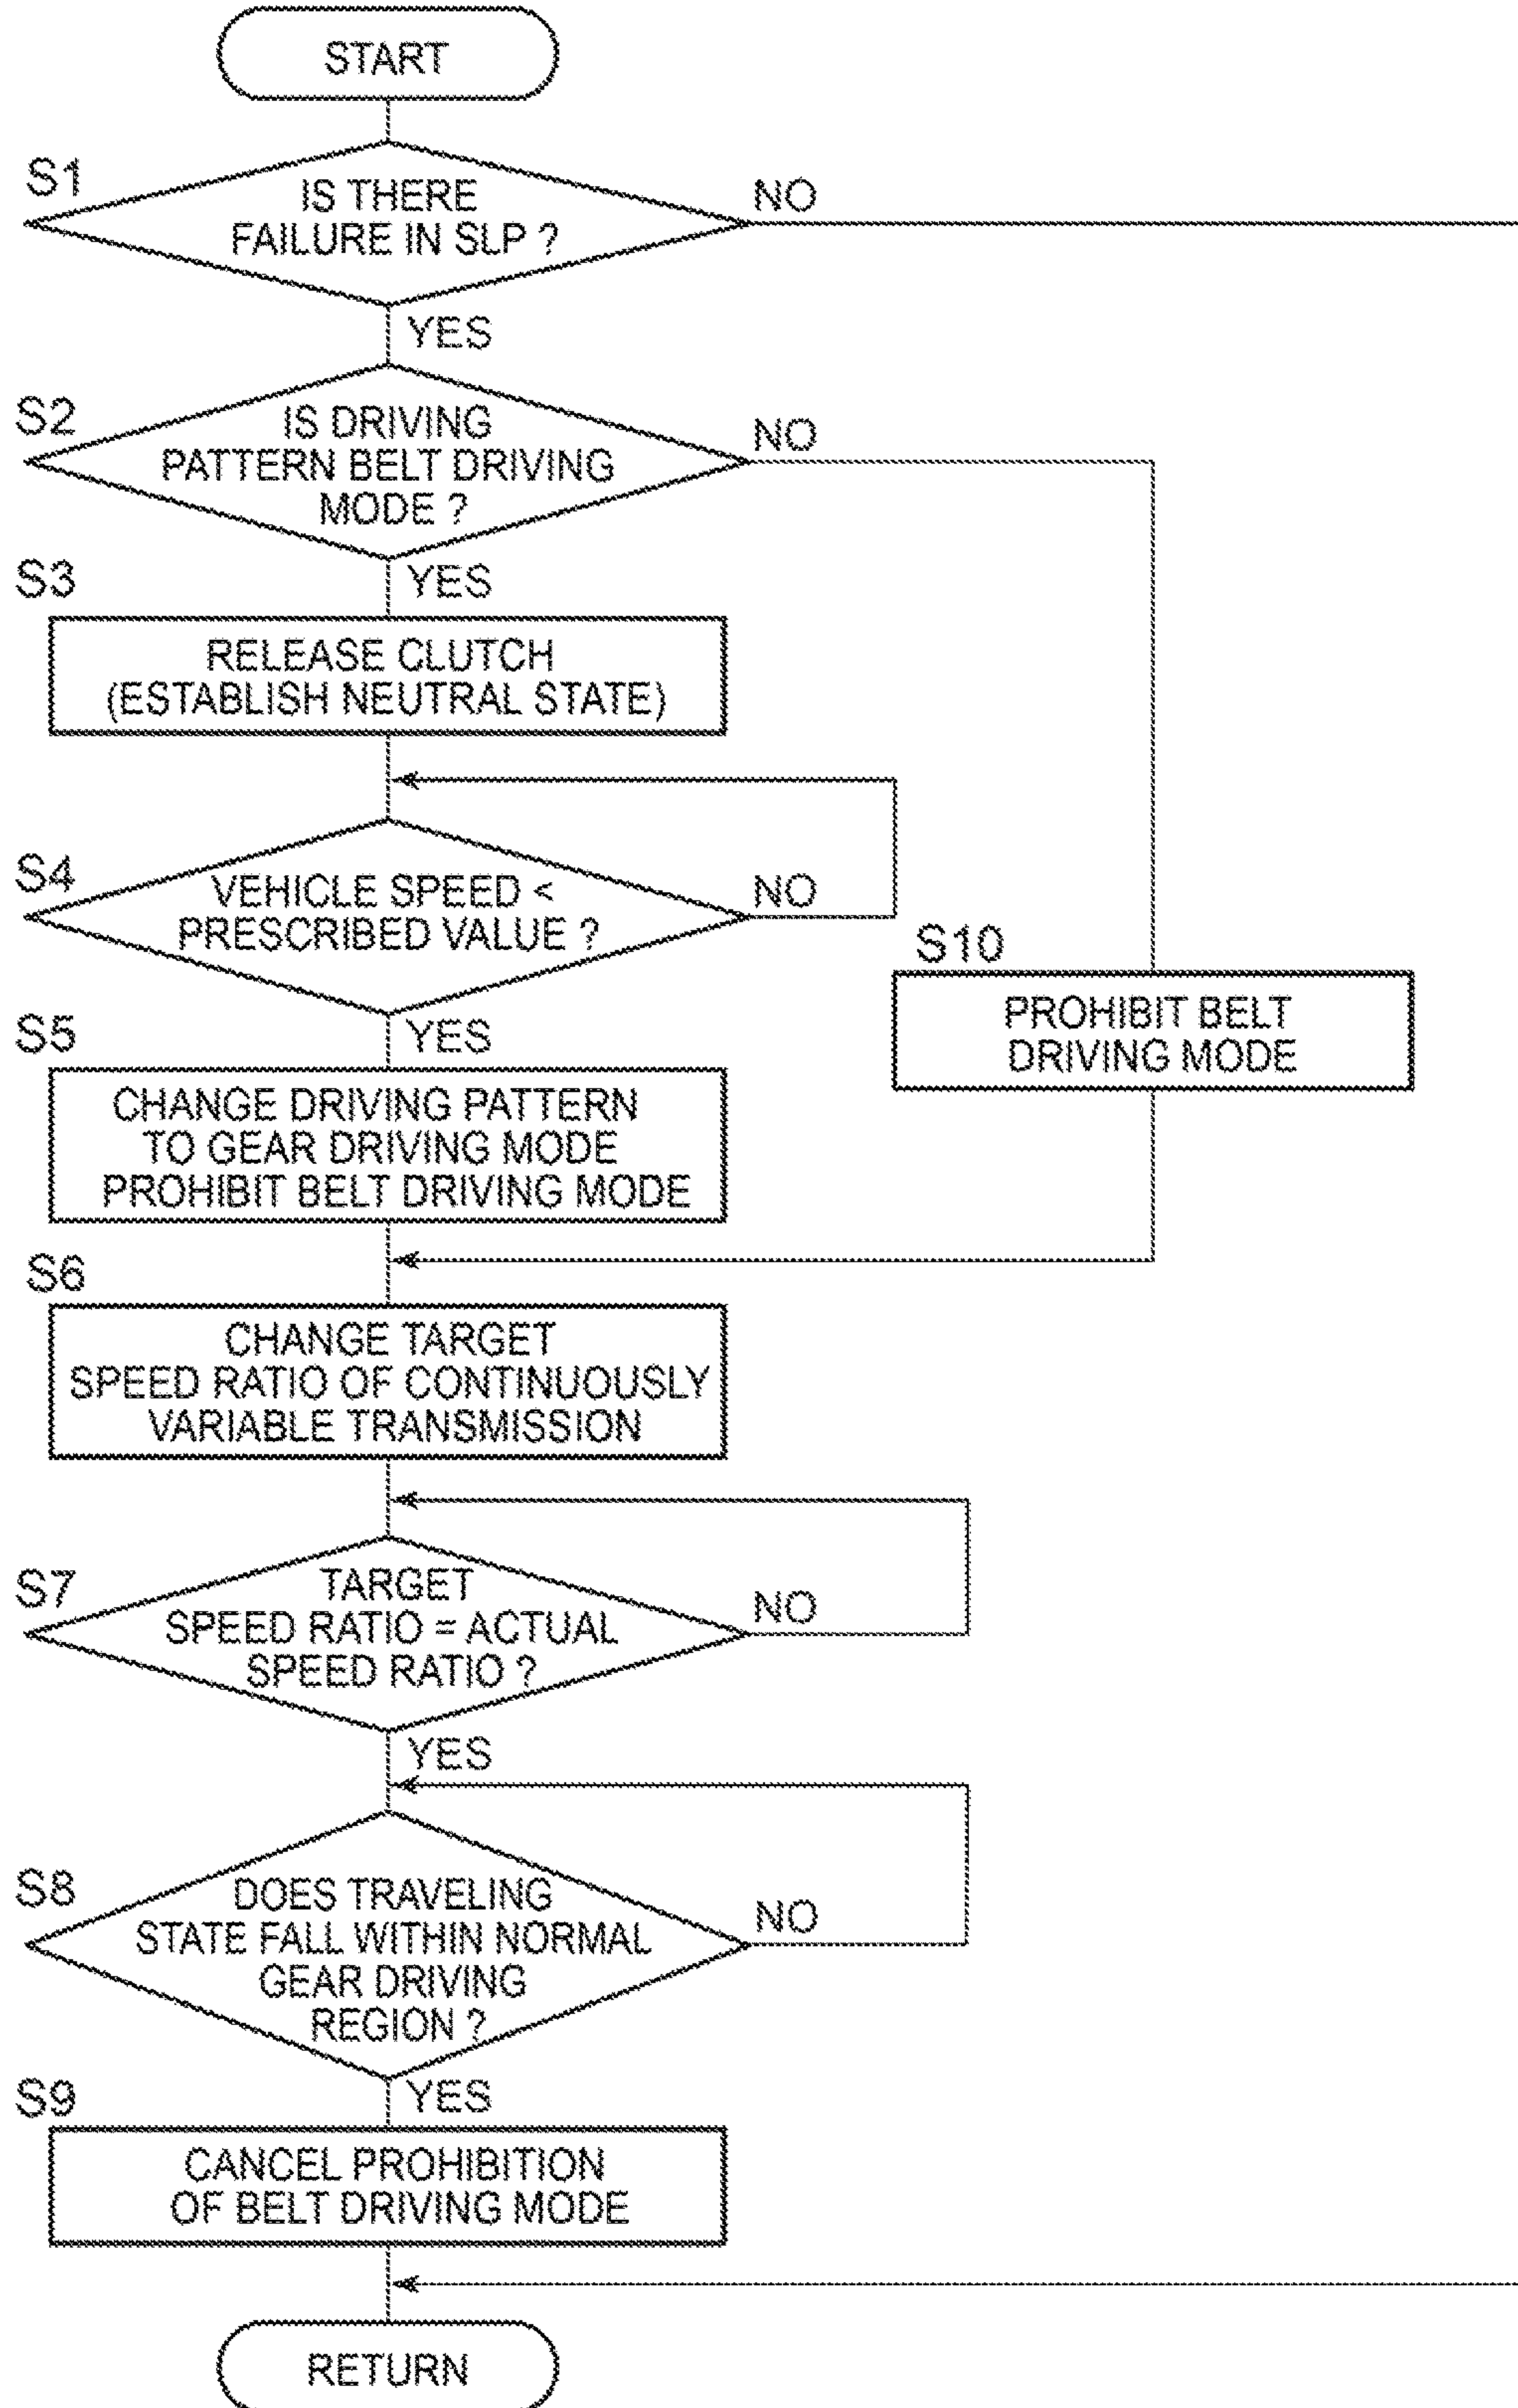 START
S1
IS THERE
FAILURE IN SLP ?
NO
YES
S2
IS DRIVING
PATTERN BELT DRIVING
MODE ?
NO
YES
S3
RELEASE CLUTCH
(ESTABLISH NEUTRAL STATE)
S4
VEHICLE SPEED <
PRESCRIBED VALUE ?
NO
YES
S10
PROHIBIT BELT
DRIVING MODE
S5
CHANGE DRIVING PATTERN
TO GEAR DRIVING MODE
PROHIBIT BELT DRIVING MODE
S6
CHANGE TARGET
SPEED RATIO OF CONTINUOUSLY
VARIABLE TRANSMISSION
S7
TARGET
SPEED RATIO = ACTUAL
SPEED RATIO ?
NO
YES
S8
DOES TRAVELING
STATE FALL WITHIN NORMAL
GEAR DRIVING
REGION ?
NO
YES
S9
CANCEL PROHIBITION
OF BELT DRIVING MODE
RETURN